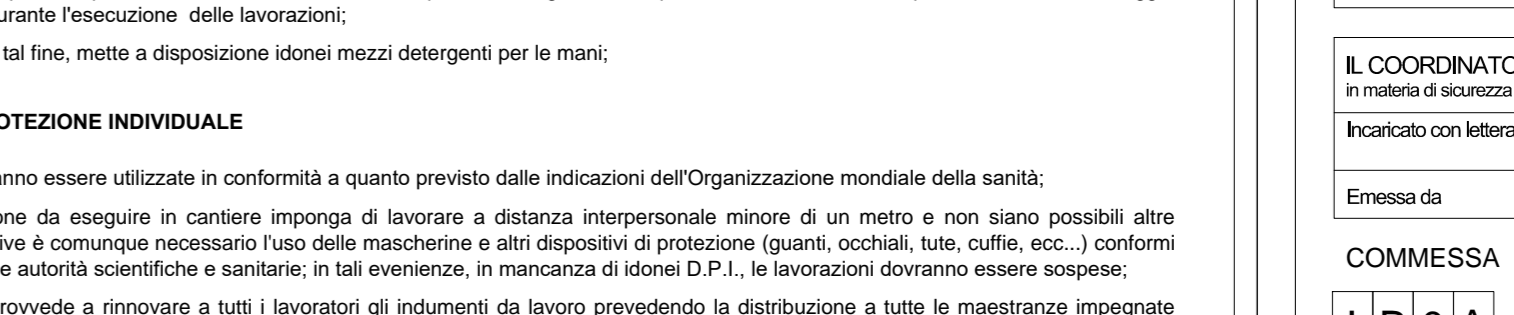 urante l'esecuzione delle lavorazioni;
tal fine, mette a disposizione idonei mezzi detergenti per le mani;
OTEZIONE INDIVIDUALE
anno essere utilizzate in conformità a quanto previsto dalle indicazioni dell'Organizzazione mondiale della sanità;
one da eseguire in cantiere imponga di lavorare a distanza interpersonale minore di un metro e non siano possibili altre
ive è comunque necessario l'uso delle mascherine e altri dispositivi di protezione (guanti, occhiali, tute, cuffie, ecc...) conformi
e autorità scientifiche e sanitarie; in tali evenienze, in mancanza di idonei D.P.I., le lavorazioni dovranno essere sospese;
rovvede a rinnovare a tutti i lavoratori gli indumenti da lavoro prevedendo la distribuzione a tutte le maestranze impegnate
IL COORDINATO
in materia di sicurezza
Incaricato con lettera
Emessa da
COMMESSA